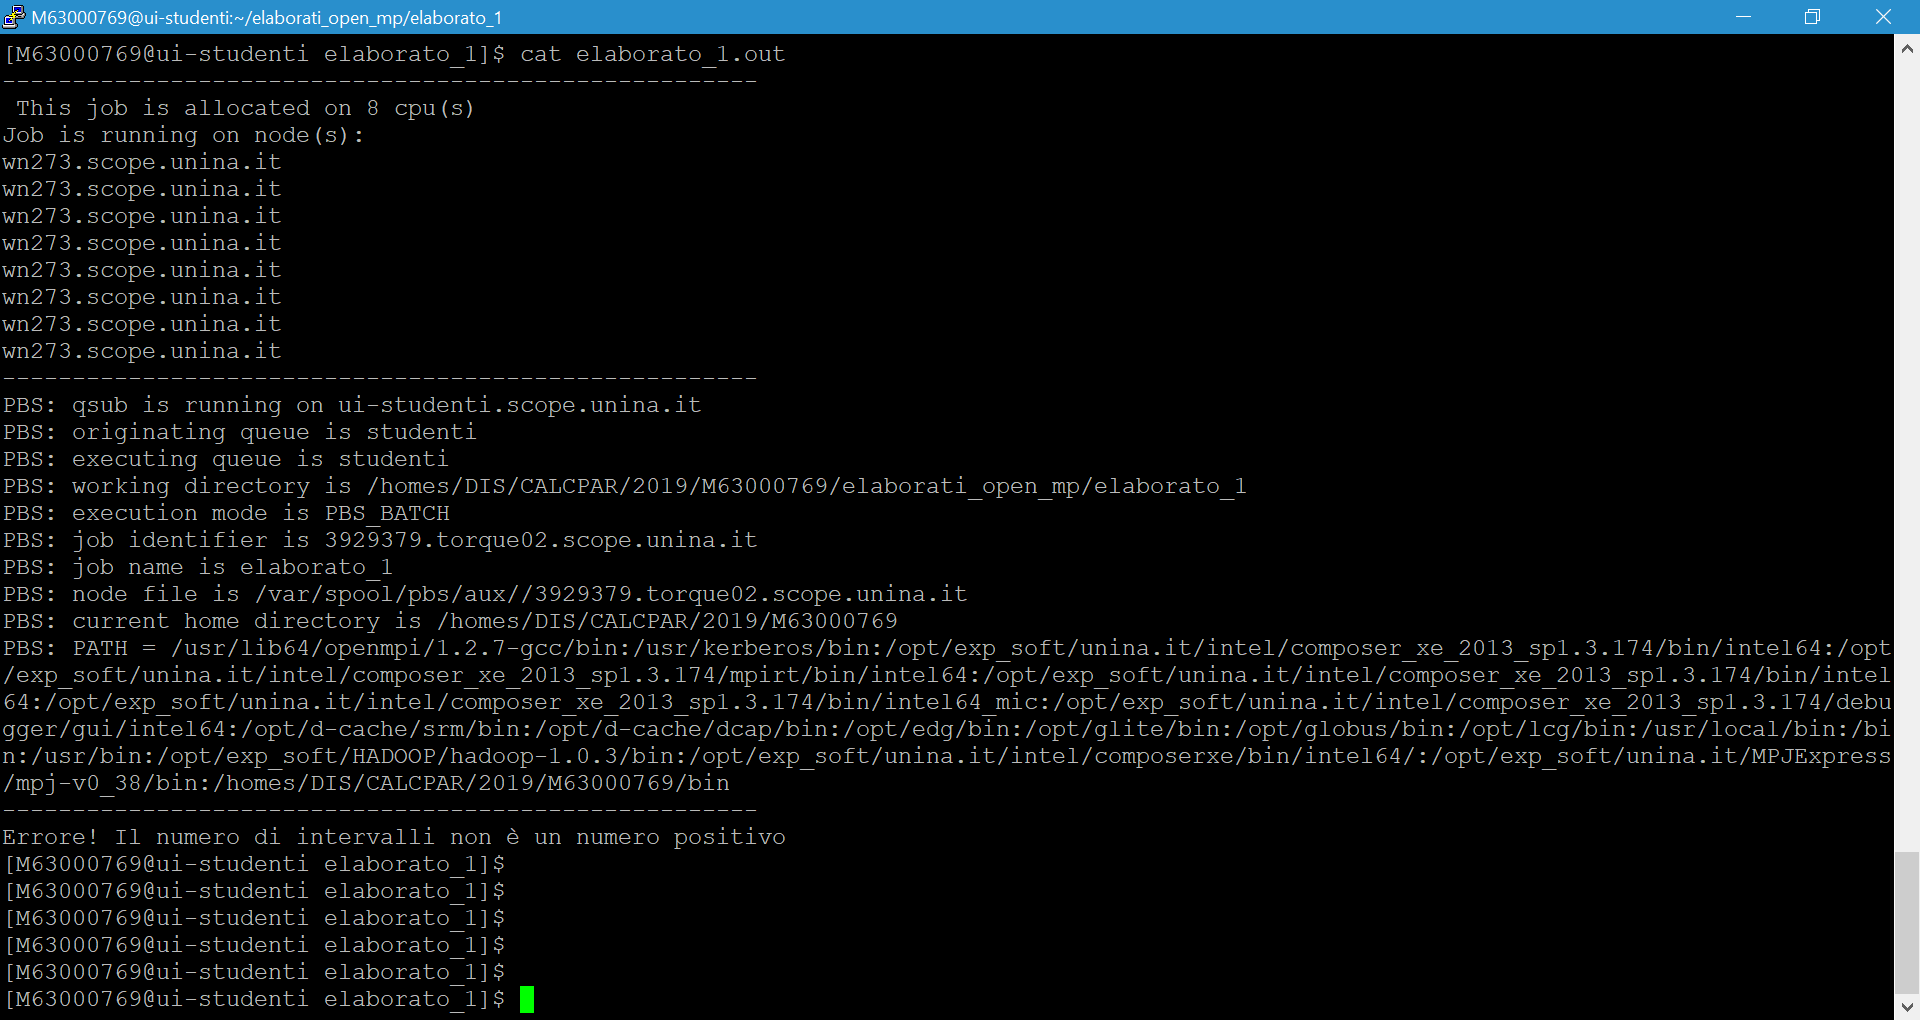 M63000769@ui-studenti:~/elaborati_open_mp/elaborato_1
[M63000769@ui-studenti elaborato_1]$ cat elaborato_1.out
------------------------------------------------------
 This job is allocated on 8 cpu(s)
Job is running on node(s):
wn273.scope.unina.it
wn273.scope.unina.it
wn273.scope.unina.it
wn273.scope.unina.it
wn273.scope.unina.it
wn273.scope.unina.it
wn273.scope.unina.it
wn273.scope.unina.it
------------------------------------------------------
PBS: qsub is running on ui-studenti.scope.unina.it
PBS: originating queue is studenti
PBS: executing queue is studenti
PBS: working directory is /homes/DIS/CALCPAR/2019/M63000769/elaborati_open_mp/elaborato_1
PBS: execution mode is PBS_BATCH
PBS: job identifier is 3929379.torque02.scope.unina.it
PBS: job name is elaborato_1
PBS: node file is /var/spool/pbs/aux//3929379.torque02.scope.unina.it
PBS: current home directory is /homes/DIS/CALCPAR/2019/M63000769
PBS: PATH = /usr/lib64/openmpi/1.2.7-gcc/bin:/usr/kerberos/bin:/opt/exp_soft/unina.it/intel/composer_xe_2013_sp1.3.174/bin/intel64:/opt
/exp_soft/unina.it/intel/composer_xe_2013_sp1.3.174/mpirt/bin/intel64:/opt/exp_soft/unina.it/intel/composer_xe_2013_sp1.3.174/bin/intel
64:/opt/exp_soft/unina.it/intel/composer_xe_2013_sp1.3.174/bin/intel64_mic:/opt/exp_soft/unina.it/intel/composer_xe_2013_sp1.3.174/debu
gger/gui/intel64:/opt/d-cache/srm/bin:/opt/d-cache/dcap/bin:/opt/edg/bin:/opt/glite/bin:/opt/globus/bin:/opt/lcg/bin:/usr/local/bin:/bi
n:/usr/bin:/opt/exp_soft/HADOOP/hadoop-1.0.3/bin:/opt/exp_soft/unina.it/intel/composerxe/bin/intel64/:/opt/exp_soft/unina.it/MPJExpress
/mpj-v0_38/bin:/homes/DIS/CALCPAR/2019/M63000769/bin
------------------------------------------------------
Errore! Il numero di intervalli non è un numero positivo
[M63000769@ui-studenti elaborato_1]$
[M63000769@ui-studenti elaborato_1]$
[M63000769@ui-studenti elaborato_1]$
[M63000769@ui-studenti elaborato_1]$
[M63000769@ui-studenti elaborato_1]$
[M63000769@ui-studenti elaborato_1]$